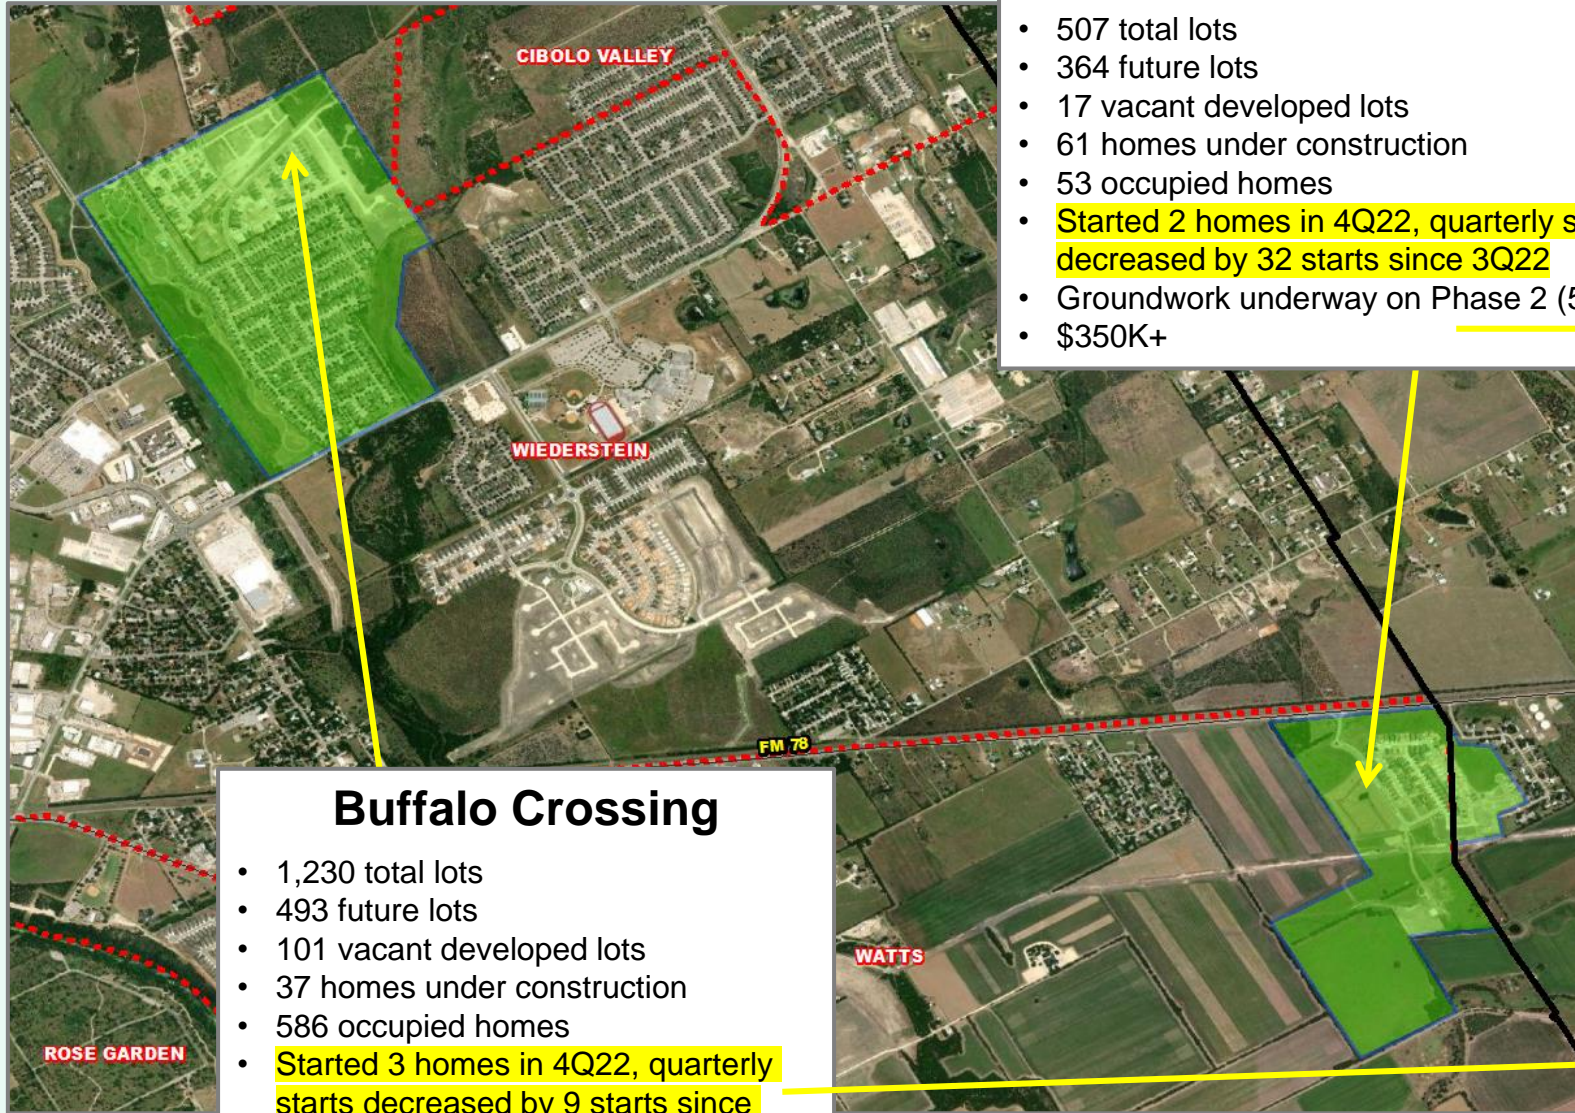 CIBOLO VALLEY
• 507 total lots
• 364 future lots
• 17 vacant developed lots
• 61 homes under construction
• 53 occupied homes
• Started 2 homes in 4Q22, quarterly
decreased by 32 starts since 3Q22
• Groundwork underway on Phase 2
• $350K+
WIEDERSTEIN
FM 78
Buffalo Crossing
• 1,230 total lots
• 493 future lots
• 101 vacant developed lots
• 37 homes under construction
• 586 occupied homes
• Started 3 homes in 4Q22, quarterly
starts decreased by 9 starts since
WATTS
ROSE GARDEN